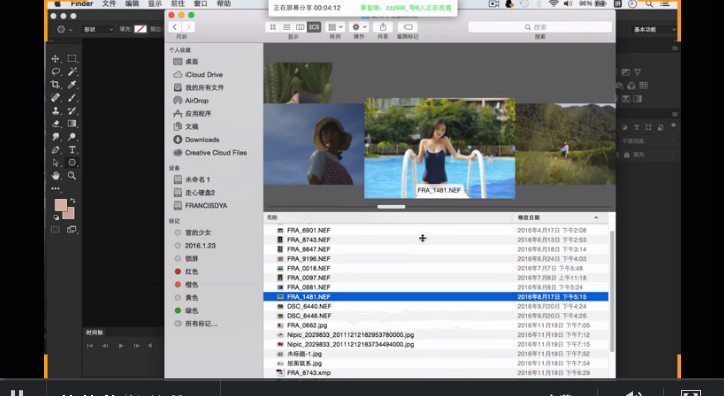 Finder 文件 编辑 显示 前往 窗口 帮助
正在屏幕分享 00:04:12
96%
形状 填充: 描边:
基本功能
向后 显示 排列 操作 共享 编辑标记 搜索
搜索
个人收藏
桌面
iCloud Drive
我的所有文件
AirDrop
应用程序
文稿
Downloads
Creative Cloud Files
设备
未命名 1
走心硬盘2
FRANCISDYA
标记
雪的少女
2016.1.23
锁屏
红色
橙色
黄色
绿色
所有标记...
FRA_1481.NEF
名称 修改日期
FRA_6901.NEF 2016年4月17日 下午2:08
FRA_8743.NEF 2016年6月13日 下午2:53
FRA_8847.NEF 2016年6月18日 下午3:14
FRA_9196.NEF 2016年6月24日 下午4:03
FRA_0018.NEF 2016年7月7日 下午5:48
FRA_0097.NEF 2016年7月8日 上午11:18
FRA_0981.NEF 2016年8月8日 下午5:24
FRA_1481.NEF 2016年8月17日 下午5:15
DSC_6440.NEF 2016年9月20日 下午4:24
DSC_6446.NEF 2016年9月20日 下午4:26
FRA_0662.jpg 2016年11月19日 下午7:05
Nipic_2029833_20111212182953780000.jpg 2016年11月19日 下午7:12
Nipic_2029833_20111212183734494000.jpg 2016年11月19日 下午7:15
未标题-1.jpg 2016年11月19日 下午7:52
抠图联系.jpg 2016年11月19日 下午7:54
FRA_8743.xmp 2016年11月19日 下午8:29
时间轴